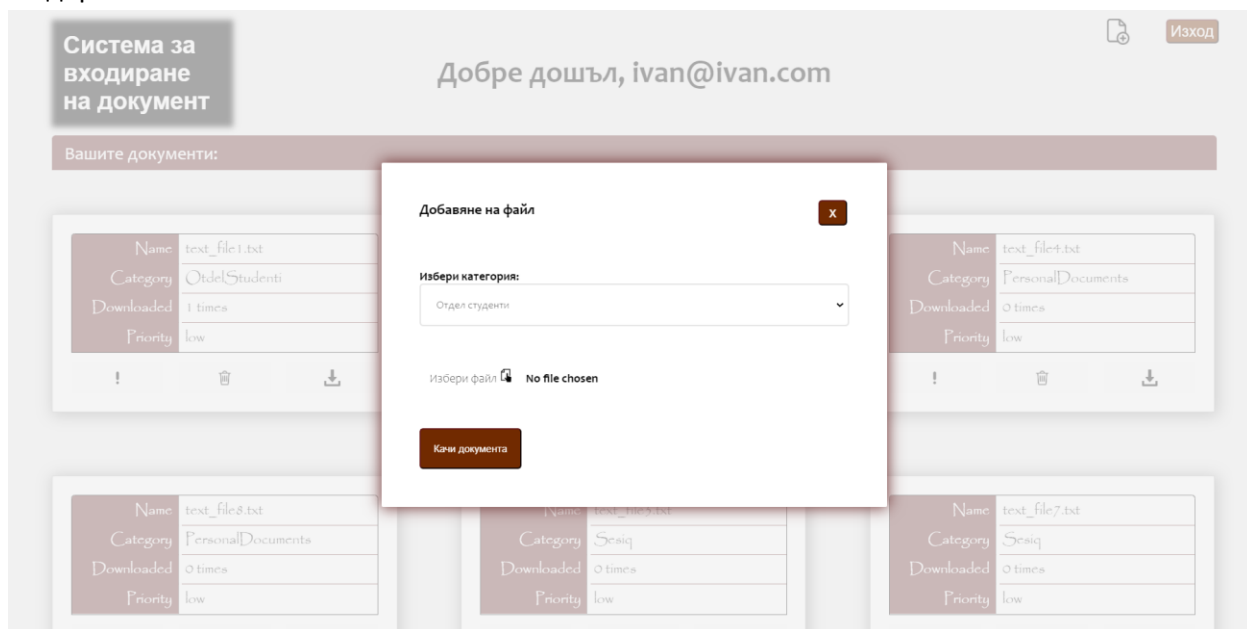 Система за
входиране
на документ
Добре дошъл, ivan@ivan.com
Изход
Вашите документи:
Добавяне на файл
X
Избери категория:
Отдел студенти
Избери файл
No file chosen
Качи документа
Name text_file1.txt
Category OtdelStudenti
Downloaded 1 times
Priority low
Name text_file4.txt
Category PersonalDocuments
Downloaded 0 times
Priority low
Name text_file8.txt
Category PersonalDocuments
Downloaded 0 times
Priority low
Name
Category Sesiq
Downloaded 0 times
Priority low
Name text_file7.txt
Category Sesiq
Downloaded 0 times
Priority low